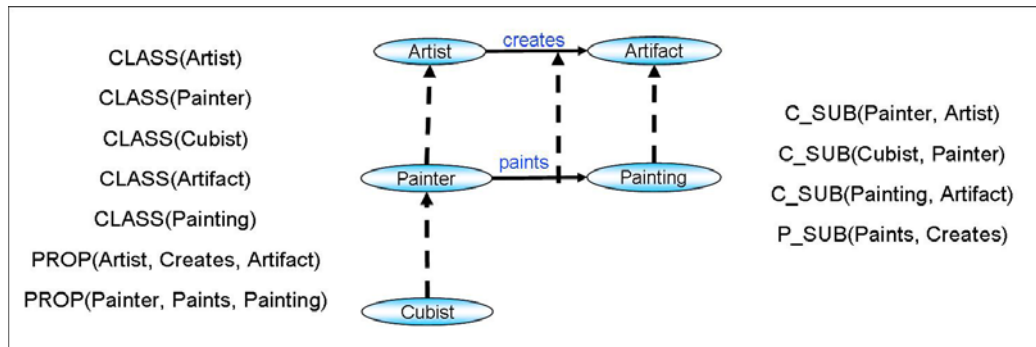 CLASS(Artist)
CLASS(Painter)
CLASS(Cubist)
CLASS(Artifact)
CLASS(Painting)
PROP(Artist, Creates, Artifact)
PROP(Painter, Paints, Painting)
Artist
creates
Artifact
Painter
paints
Painting
Cubist
C_SUB(Painter, Artist)
C_SUB(Cubist, Painter)
C_SUB(Painting, Artifact)
P_SUB(Paints, Creates)